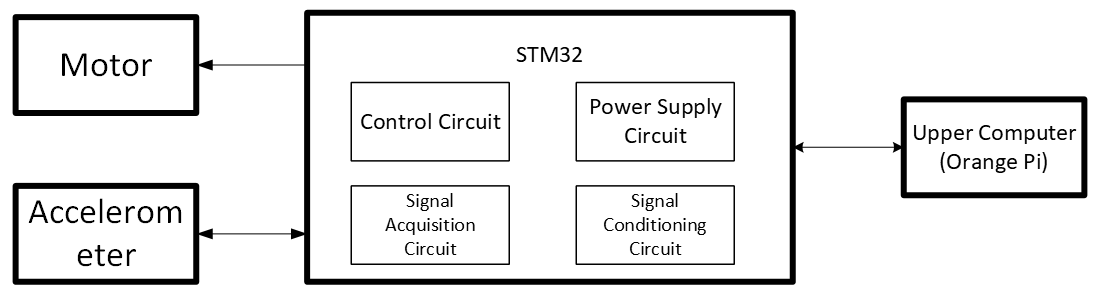 Motor
STM32
Control Circuit
Power Supply
Circuit
Upper Computer
(Orange Pi)
Accelerom
eter
Signal
Acquisition
Circuit
Signal
Conditioning
Circuit